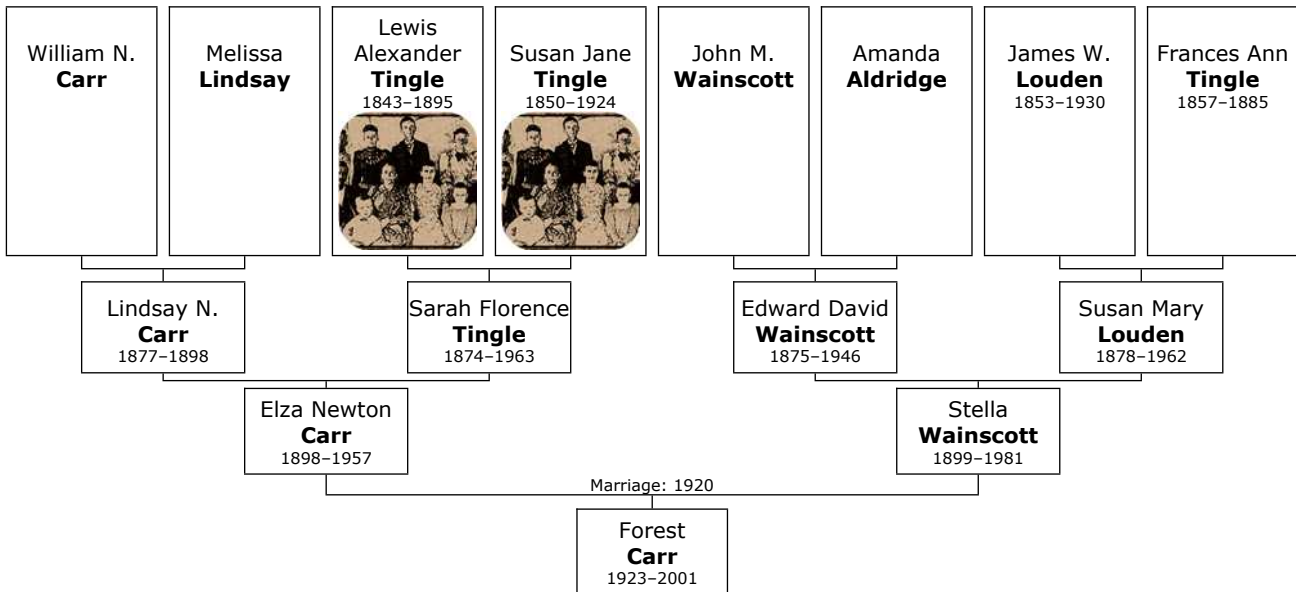 William N.
Carr
Melissa
Lindsay
Lewis
Alexander
Tingle
1843–1895
Susan Jane
Tingle
1850–1924
John M.
Wainscott
Amanda
Aldridge
James W.
Louden
1853–1930
Frances Ann
Tingle
1857–1885
Lindsay N.
Carr
1877–1898
Sarah Florence
Tingle
1874–1963
Edward David
Wainscott
1875–1946
Susan Mary
Louden
1878–1962
Elza Newton
Carr
1898–1957
Stella
Wainscott
1899–1981
Marriage: 1920
Forest
Carr
1923–2001